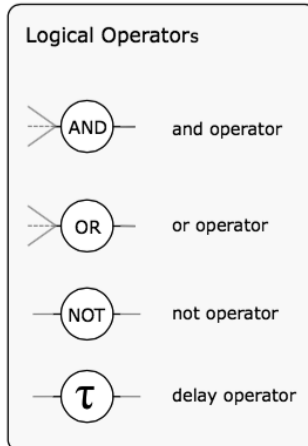 Logical Operators
AND and operator
OR or operator
NOT not operator
τ delay operator